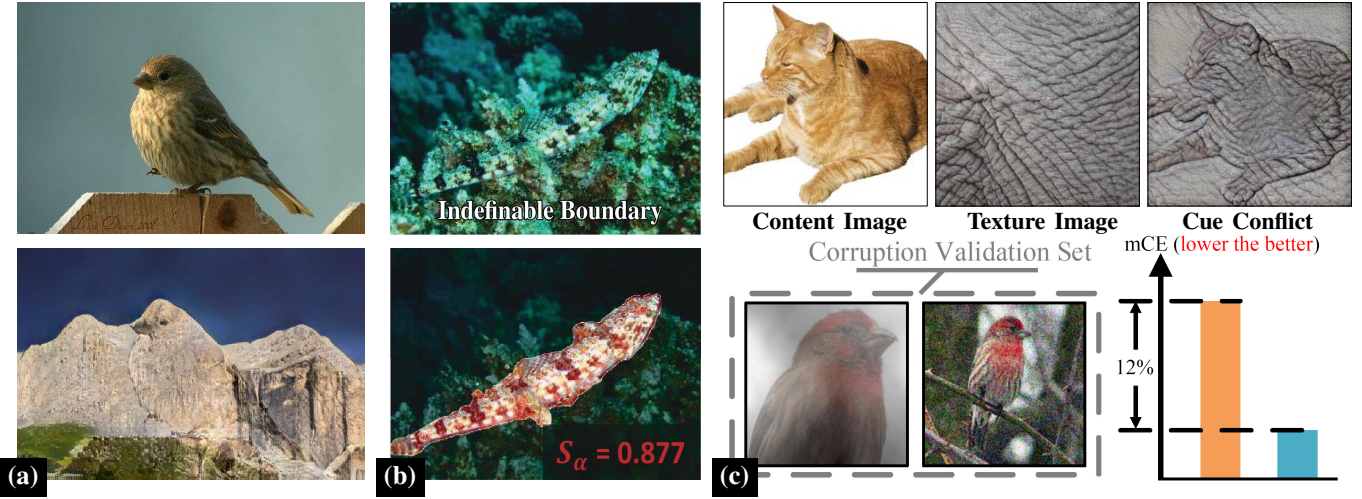 Indefinable Boundary
S_α = 0.877
Content Image
Texture Image
Cue Conflict
Corruption Validation Set
mCE (lower the better)
12%
(a)
(b)
(c)